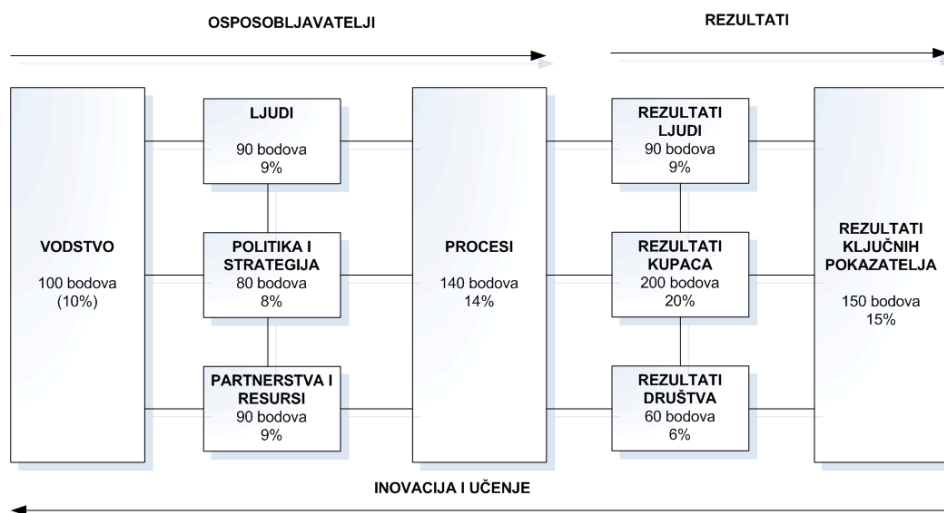 OSPOSOBLJAVATELJI
REZULTATI
VODSTVO
100 bodova
(10%)
LJUDI
90 bodova
9%
POLITIKA I
STRATEGIJA
80 bodova
8%
PARTNERSTVA I
RESURSI
90 bodova
9%
PROCESI
140 bodova
14%
REZULTATI
LJUDI
90 bodova
9%
REZULTATI
KUPACA
200 bodova
20%
REZULTATI
DRUŠTVA
60 bodova
6%
REZULTATI
KLJUČNIH
POKAZATELJA
150 bodova
15%
INOVACIJA I UČENJE